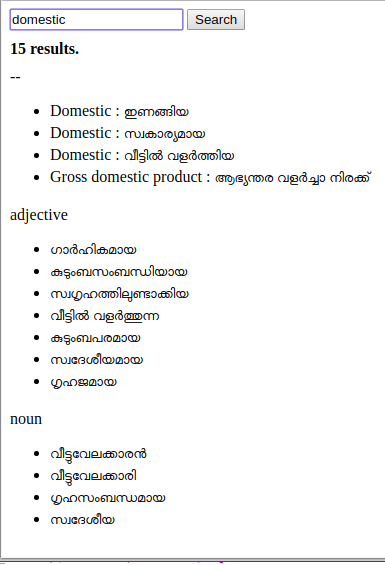 domestic Search
15 results.
--
Domestic : ഇണങ്ങിയ
Domestic : സ്വകാര്യമായ
Domestic : വീട്ടിൽ വളർത്തിയ
Gross domestic product : ആഭ്യന്തര വളർച്ചാ നിരക്ക്
adjective
ഗാർഹികമായ
കുടുംബസംബന്ധിയായ
സ്വഗൃഹത്തിലുണ്ടാക്കിയ
വീട്ടിൽ വളർത്തുന്ന
കുടുംബപരമായ
സ്വദേശീയമായ
ഗൃഹജമായ
noun
വീട്ടുവേലക്കാരൻ
വീട്ടുവേലക്കാരി
ഗൃഹസംബന്ധമായ
സ്വദേശീയ